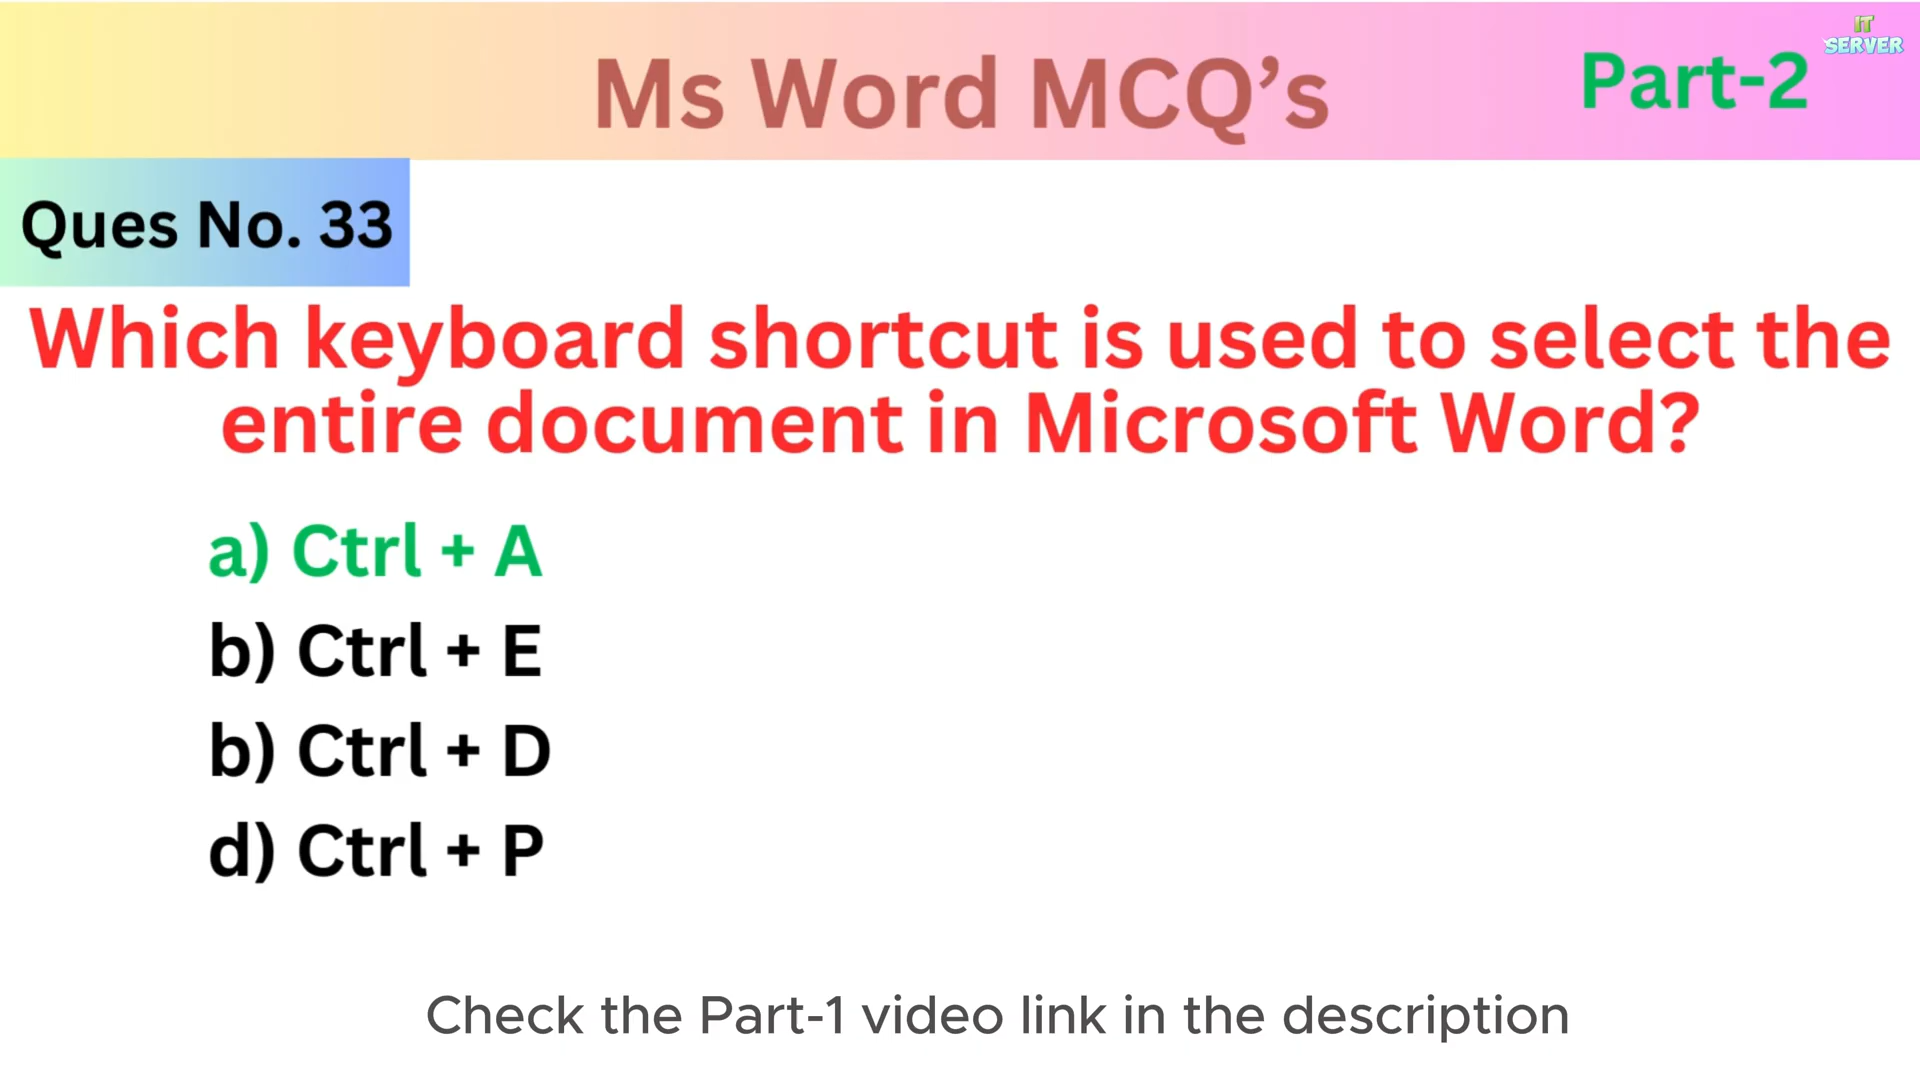 Ms Word MCQ’s
Part-2
IT
SERVER
Ques No. 33
Which keyboard shortcut is used to select the
entire document in Microsoft Word?
a) Ctrl + A
b) Ctrl + E
b) Ctrl + D
d) Ctrl + P
Check the Part-1 video link in the description